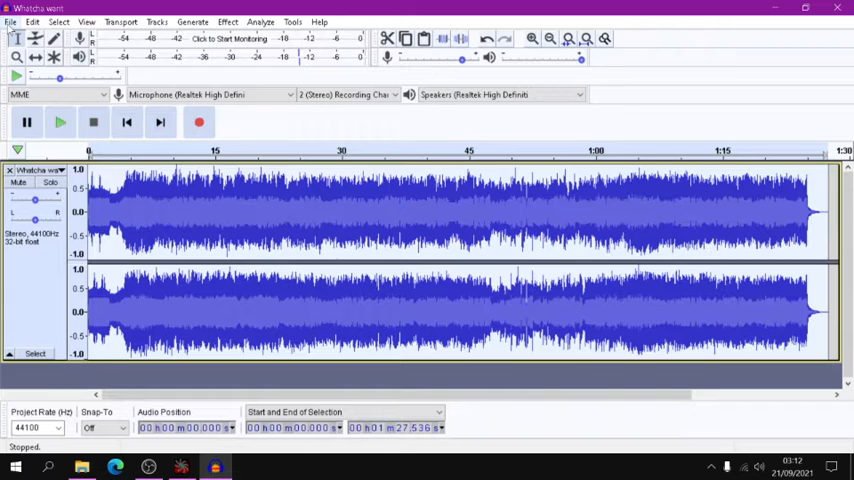 Whatcha want
File Edit Select View Transport Tracks Generate Effect Analyze Tools Help
L R -54 -48 -42 Click to Start Monitoring -18 -12 -6 0
L R -54 -48 -42 -36 -30 -24 -18 -12 -6 0
MME Microphone (Realtek High Defini 2 (Stereo) Recording Chan Speakers (Realtek High Definiti
0 15 30 45 1:00 1:15 1:30
Whatcha wa
Mute Solo
- +
L R
Stereo, 44100Hz
32-bit float
Select
1.0
0.5
0.0
-0.5
-1.0
1.0
0.5
0.0
-0.5
-1.0
Project Rate (Hz) Snap-To Audio Position Start and End of Selection
44100 Off 00 h 00 m 00.000 s 00 h 00 m 00.000 s 00 h 01 m 27.536 s
Stopped.
03:12
21/09/2021